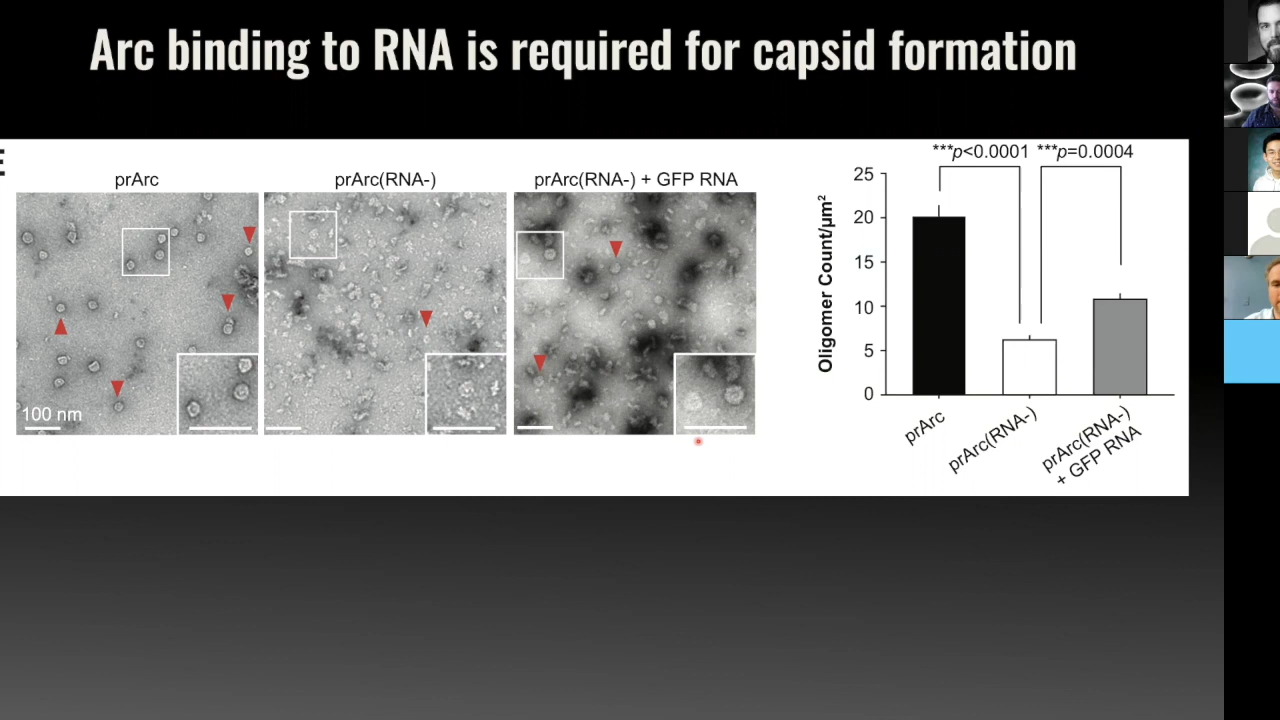 Arc binding to RNA is required for capsid formation
E
prArc
prArc(RNA-)
prArc(RNA-) + GFP RNA
100 nm
***p<0.0001 ***p=0.0004
Oligomer Count/µm²
25
20
15
10
5
0
prArc
prArc(RNA-)
prArc(RNA-)
+ GFP RNA